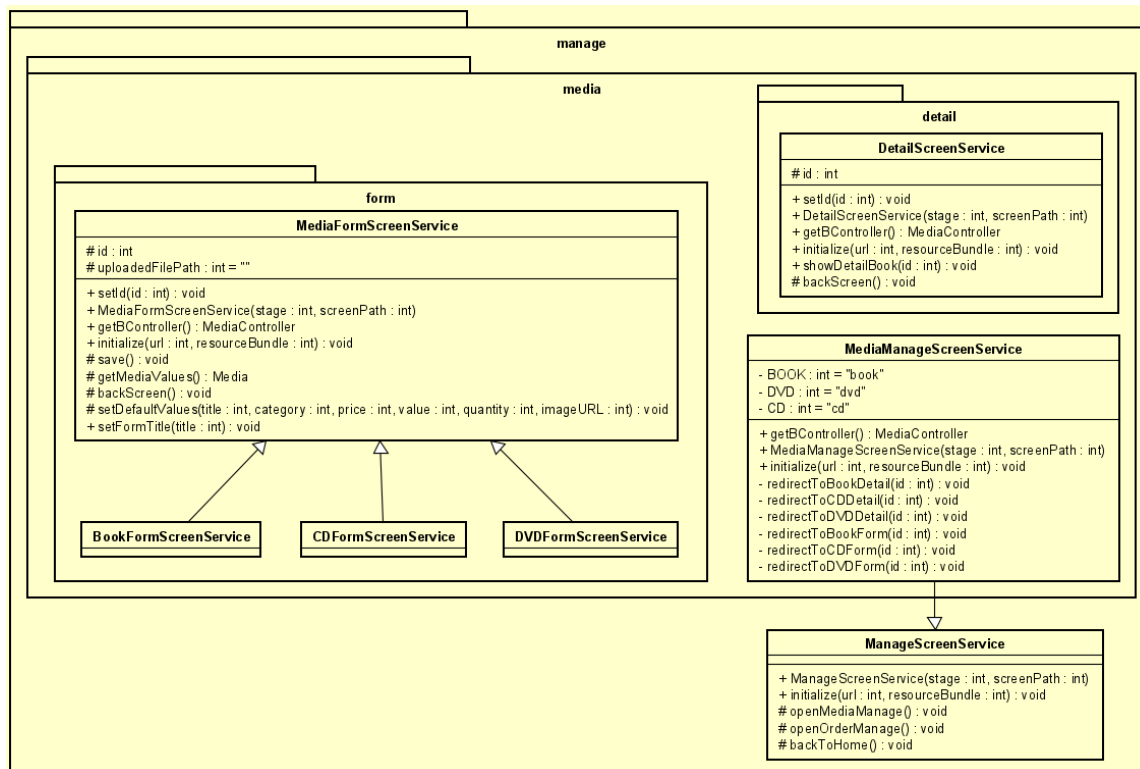 manage
media
detail
DetailScreenService
# id : int
+ setId(id : int) : void
+ DetailScreenService(stage : int, screenPath : int)
+ getBController() : MediaController
+ initialize(url : int, resourceBundle : int) : void
+ showDetailBook(id : int) : void
# backScreen() : void
form
MediaFormScreenService
# id : int
# uploadedFilePath : int = ""
+ setId(id : int) : void
+ MediaFormScreenService(stage : int, screenPath : int)
+ getBController() : MediaController
+ initialize(url : int, resourceBundle : int) : void
# save() : void
# getMediaValues() : Media
# backScreen() : void
# setDefaultValues(title : int, category : int, price : int, value : int, quantity : int, imageURL : int) : void
+ setFormTitle(title : int) : void
BookFormScreenService
CDFormScreenService
DVDFormScreenService
MediaManageScreenService
- BOOK : int = "book"
- DVD : int = "dvd"
- CD : int = "cd"
+ getBController() : MediaController
+ MediaManageScreenService(stage : int, screenPath : int)
+ initialize(url : int, resourceBundle : int) : void
- redirectToBookDetail(id : int) : void
- redirectToCDDetail(id : int) : void
- redirectToDVDDetail(id : int) : void
- redirectToBookForm(id : int) : void
- redirectToCDForm(id : int) : void
- redirectToDVDForm(id : int) : void
ManageScreenService
+ ManageScreenService(stage : int, screenPath : int)
+ initialize(url : int, resourceBundle : int) : void
# openMediaManage() : void
# openOrderManage() : void
# backToHome() : void